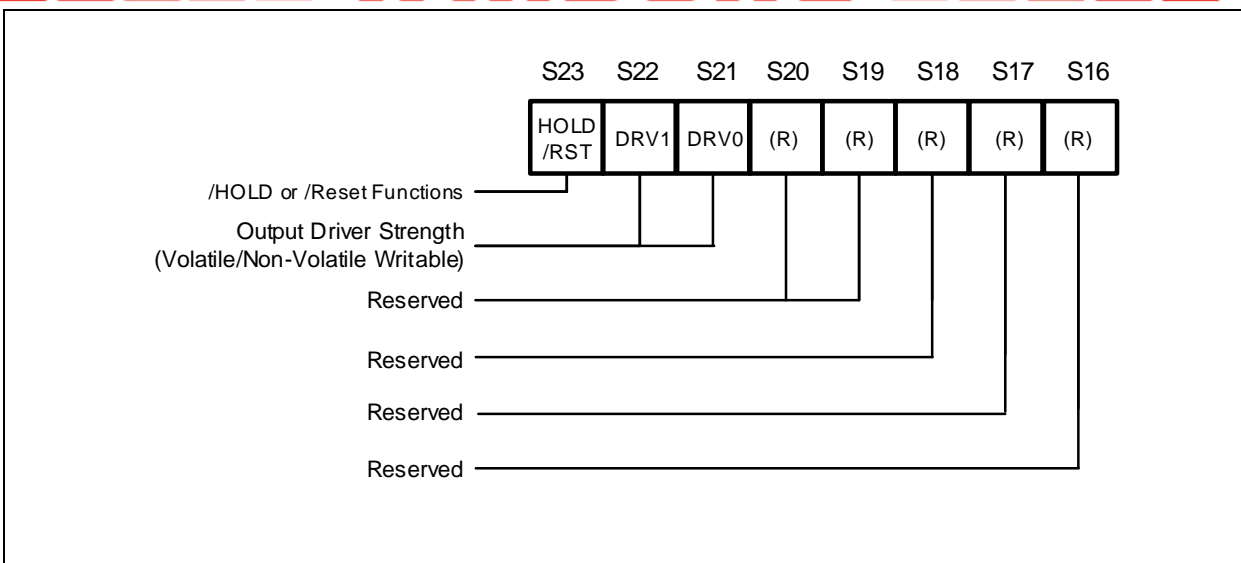 S23 S22 S21 S20 S19 S18 S17 S16
HOLD
/RST DRV1 DRV0 (R) (R) (R) (R) (R)
/HOLD or /Reset Functions
Output Driver Strength
(Volatile/Non-Volatile Writable)
Reserved
Reserved
Reserved
Reserved